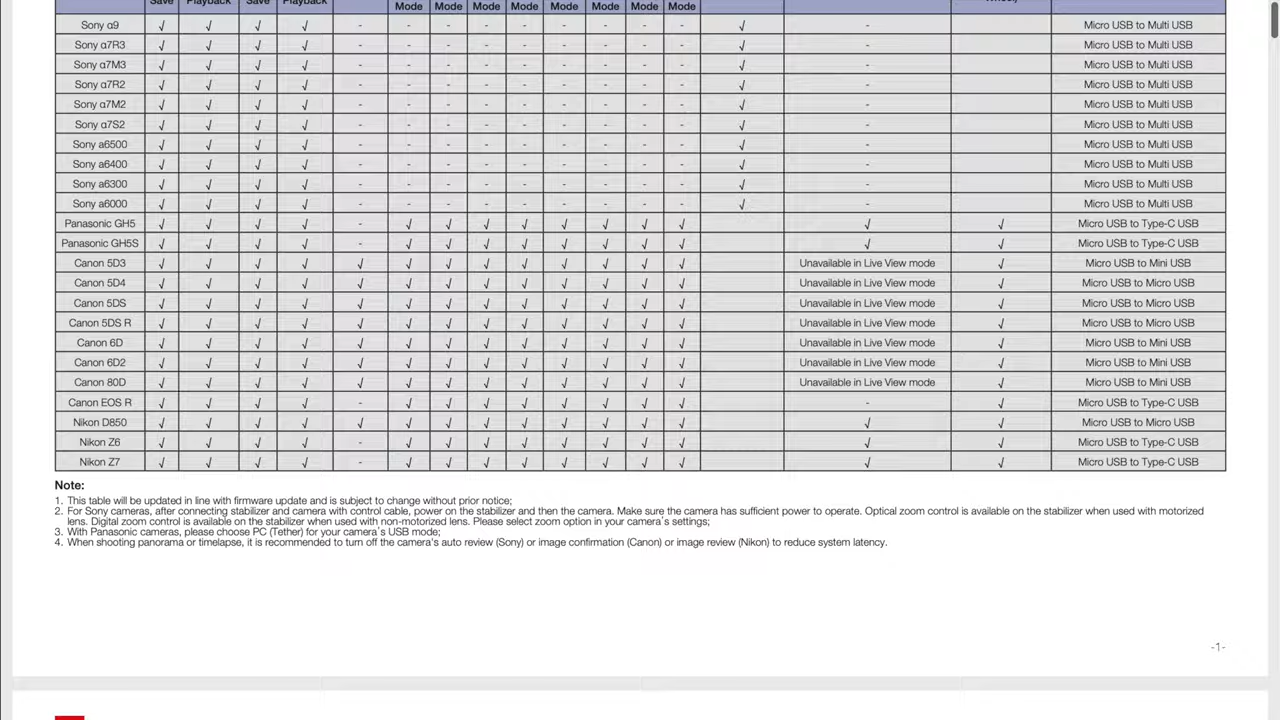 Save Playback Save Playback Wheel)
Mode Mode Mode Mode Mode Mode Mode Mode
Sony α9 √ √ √ √ - - - - - - - - - √ - Micro USB to Multi USB
Sony α7R3 √ √ √ √ - - - - - - - - - √ - Micro USB to Multi USB
Sony α7M3 √ √ √ √ - - - - - - - - - √ - Micro USB to Multi USB
Sony α7R2 √ √ √ √ - - - - - - - - - √ - Micro USB to Multi USB
Sony α7M2 √ √ √ √ - - - - - - - - - √ - Micro USB to Multi USB
Sony α7S2 √ √ √ √ - - - - - - - - - √ - Micro USB to Multi USB
Sony a6500 √ √ √ √ - - - - - - - - - √ - Micro USB to Multi USB
Sony a6400 √ √ √ √ - - - - - - - - - √ - Micro USB to Multi USB
Sony a6300 √ √ √ √ - - - - - - - - - √ - Micro USB to Multi USB
Sony a6000 √ √ √ √ - - - - - - - - - √ - Micro USB to Multi USB
Panasonic GH5 √ √ √ √ - √ √ √ √ √ √ √ √ √ √ Micro USB to Type-C USB
Panasonic GH5S √ √ √ √ - √ √ √ √ √ √ √ √ √ √ Micro USB to Type-C USB
Canon 5D3 √ √ √ √ √ √ √ √ √ √ √ √ √ Unavailable in Live View mode √ Micro USB to Mini USB
Canon 5D4 √ √ √ √ √ √ √ √ √ √ √ √ √ Unavailable in Live View mode √ Micro USB to Micro USB
Canon 5DS √ √ √ √ √ √ √ √ √ √ √ √ √ Unavailable in Live View mode √ Micro USB to Micro USB
Canon 5DS R √ √ √ √ √ √ √ √ √ √ √ √ √ Unavailable in Live View mode √ Micro USB to Micro USB
Canon 6D √ √ √ √ √ √ √ √ √ √ √ √ √ Unavailable in Live View mode √ Micro USB to Mini USB
Canon 6D2 √ √ √ √ √ √ √ √ √ √ √ √ √ Unavailable in Live View mode √ Micro USB to Mini USB
Canon 80D √ √ √ √ √ √ √ √ √ √ √ √ √ Unavailable in Live View mode √ Micro USB to Mini USB
Canon EOS R √ √ √ √ - √ √ √ √ √ √ √ √ - √ Micro USB to Type-C USB
Nikon D850 √ √ √ √ √ √ √ √ √ √ √ √ √ √ √ Micro USB to Micro USB
Nikon Z6 √ √ √ √ - √ √ √ √ √ √ √ √ √ √ Micro USB to Type-C USB
Nikon Z7 √ √ √ √ - √ √ √ √ √ √ √ √ √ √ Micro USB to Type-C USB
Note:
1. This table will be updated in line with firmware update and is subject to change without prior notice;
2. For Sony cameras, after connecting stabilizer and camera with control cable, power on the stabilizer and then the camera. Make sure the camera has sufficient power to operate. Optical zoom control is available on the stabilizer when used with motorized
lens. Digital zoom control is available on the stabilizer when used with non-motorized lens. Please select zoom option in your camera's settings;
3. With Panasonic cameras, please choose PC (Tether) for your camera's USB mode;
4. When shooting panorama or timelapse, it is recommended to turn off the camera's auto review (Sony) or image confirmation (Canon) or image review (Nikon) to reduce system latency.
-1-